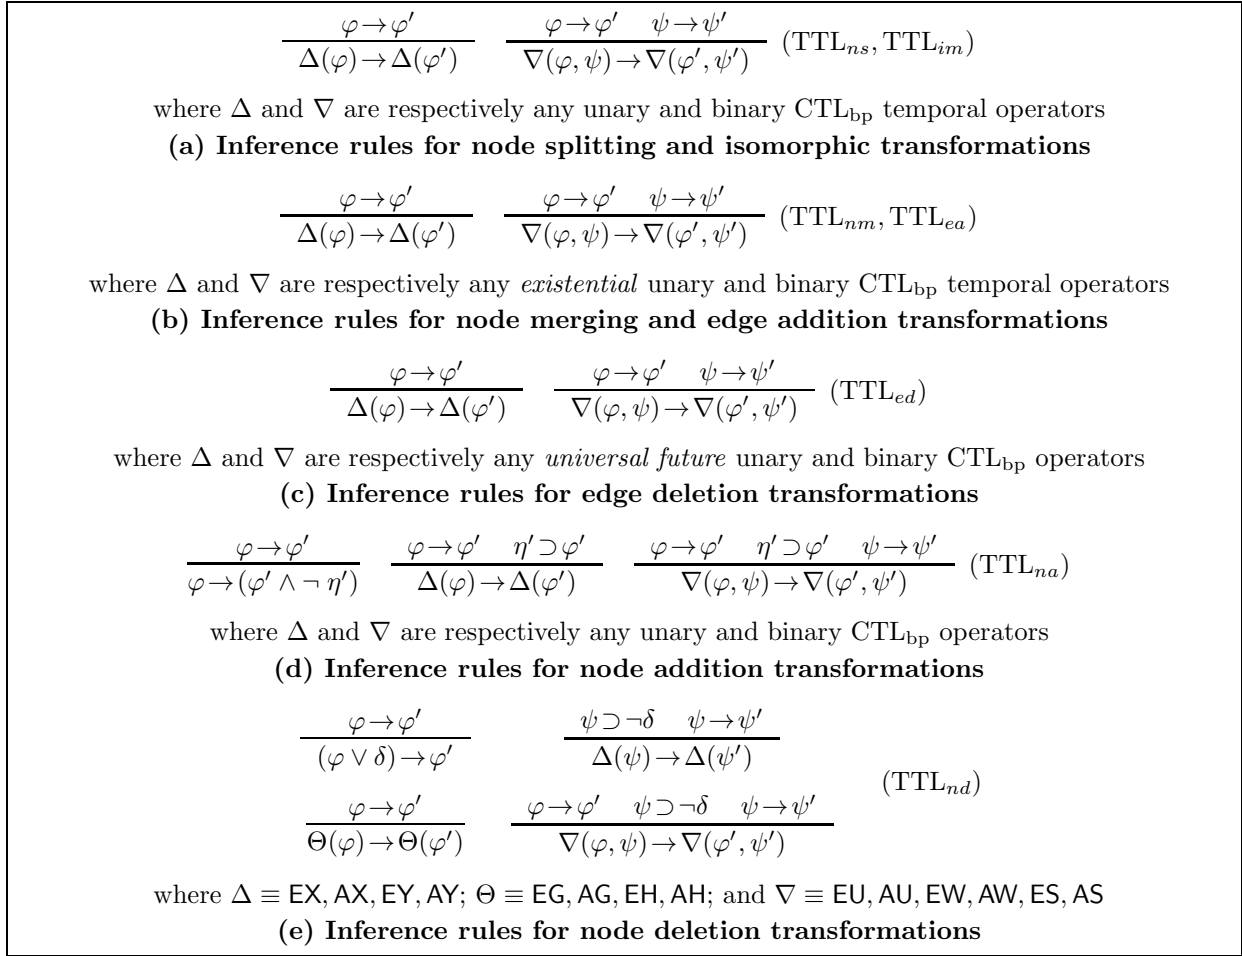 φ→φ′    φ→φ′  ψ→ψ′
Δ(φ)→Δ(φ′)    ∇(φ,ψ)→∇(φ′,ψ′)    (TTL_ns, TTL_im)
where Δ and ∇ are respectively any unary and binary CTL_bp temporal operators
(a) Inference rules for node splitting and isomorphic transformations
φ→φ′    φ→φ′  ψ→ψ′
Δ(φ)→Δ(φ′)    ∇(φ,ψ)→∇(φ′,ψ′)    (TTL_nm, TTL_ea)
where Δ and ∇ are respectively any existential unary and binary CTL_bp temporal operators
(b) Inference rules for node merging and edge addition transformations
φ→φ′    φ→φ′  ψ→ψ′
Δ(φ)→Δ(φ′)    ∇(φ,ψ)→∇(φ′,ψ′)    (TTL_ed)
where Δ and ∇ are respectively any universal future unary and binary CTL_bp operators
(c) Inference rules for edge deletion transformations
φ→φ′    φ→φ′  η′⊃φ′    φ→φ′  η′⊃φ′  ψ→ψ′
φ→(φ′ ∧ ¬ η′)    Δ(φ)→Δ(φ′)    ∇(φ,ψ)→∇(φ′,ψ′)    (TTL_na)
where Δ and ∇ are respectively any unary and binary CTL_bp operators
(d) Inference rules for node addition transformations
φ→φ′    ψ⊃¬δ  ψ→ψ′
(φ ∨ δ)→φ′    Δ(ψ)→Δ(ψ′)
(TTL_nd)
φ→φ′    φ→φ′  ψ⊃¬δ  ψ→ψ′
Θ(φ)→Θ(φ′)    ∇(φ,ψ)→∇(φ′,ψ′)
where Δ ≡ EX, AX, EY, AY; Θ ≡ EG, AG, EH, AH; and ∇ ≡ EU, AU, EW, AW, ES, AS
(e) Inference rules for node deletion transformations